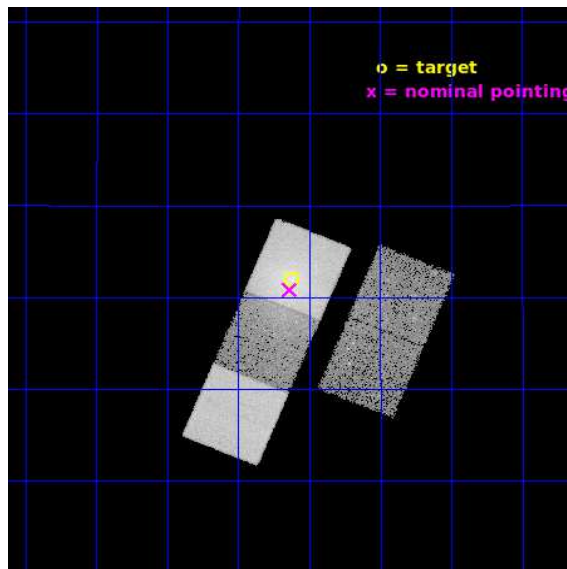 o = target
x = nominal pointing